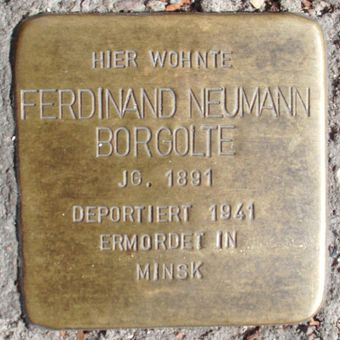 HIER WOHNTE
FERDINAND NEUMANN
BORGOLTE
JG. 1891
DEPORTIERT 1941
ERMORDET IN
MINSK